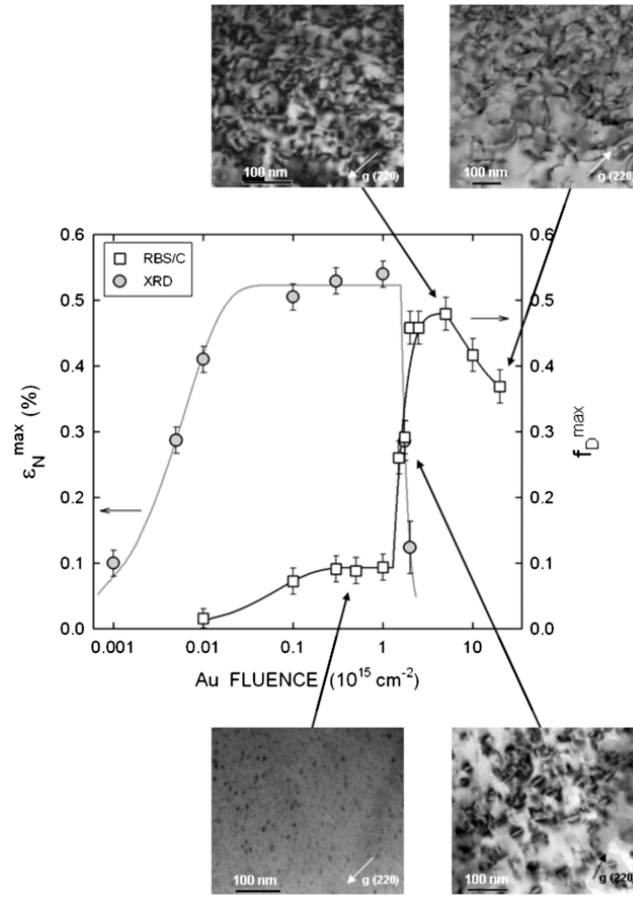 100 nm
g (220)
100 nm
g (220)
0.6
0.5
0.4
0.3
0.2
0.1
0.0
RBS/C
XRD
0.6
0.5
0.4
0.3
0.2
0.1
0.0
ε_N^max (%)
f_D^max
0.001 0.01 0.1 1 10
Au FLUENCE (10^15 cm^-2)
100 nm
g (220)
100 nm
g (220)